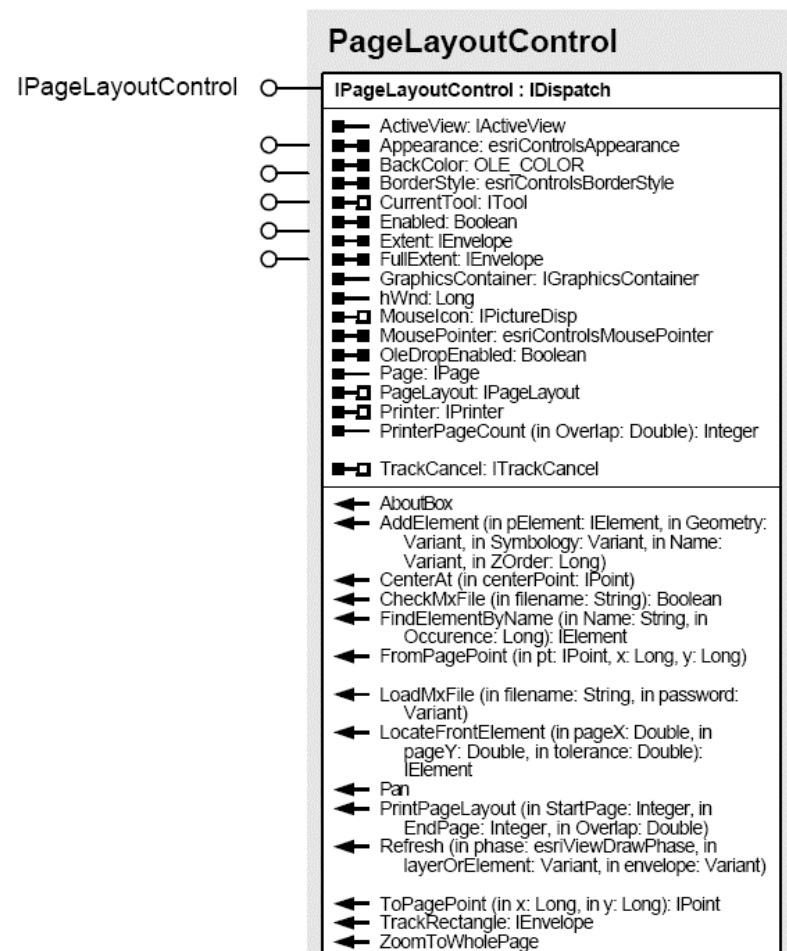 PageLayoutControl
IPageLayoutControl
IPageLayoutControl : IDispatch
ActiveView: IActiveView
Appearance: esriControlsAppearance
BackColor: OLE_COLOR
BorderStyle: esriControlsBorderStyle
CurrentTool: ITool
Enabled: Boolean
Extent: IEnvelope
FullExtent: IEnvelope
GraphicsContainer: IGraphicsContainer
hWnd: Long
MouseIcon: IPictureDisp
MousePointer: esriControlsMousePointer
OleDropEnabled: Boolean
Page: IPage
PageLayout: IPageLayout
Printer: IPrinter
PrinterPageCount (in Overlap: Double): Integer
TrackCancel: ITrackCancel
AboutBox
AddElement (in pElement: IElement, in Geometry:
Variant, in Symbology: Variant, in Name:
Variant, in ZOrder: Long)
CenterAt (in centerPoint: IPoint)
CheckMxFile (in filename: String): Boolean
FindElementByName (in Name: String, in
Occurence: Long): IElement
FromPagePoint (in pt: IPoint, x: Long, y: Long)
LoadMxFile (in filename: String, in password:
Variant)
LocateFrontElement (in pageX: Double, in
pageY: Double, in tolerance: Double):
IElement
Pan
PrintPageLayout (in StartPage: Integer, in
EndPage: Integer, in Overlap: Double)
Refresh (in phase: esriViewDrawPhase, in
layerOrElement: Variant, in envelope: Variant)
ToPagePoint (in x: Long, in y: Long): IPoint
TrackRectangle: IEnvelope
ZoomToWholePage